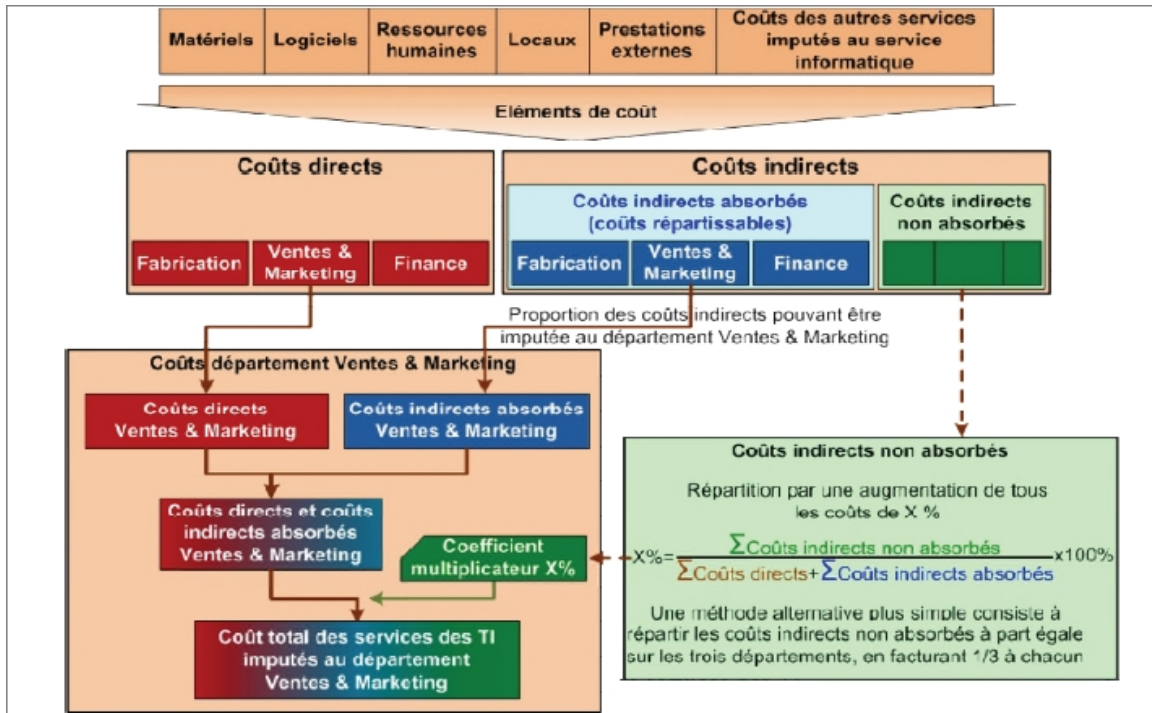 Matériels
Logiciels
Ressources
humaines
Locaux
Prestations
externes
Coûts des autres services
imputés au service
informatique
Eléments de coût
Coûts directs
Fabrication
Ventes &
Marketing
Finance
Coûts indirects
Coûts indirects absorbés
(coûts répartissables)
Fabrication
Ventes &
Marketing
Finance
Coûts indirects
non absorbés
Proportion des coûts indirects pouvant être
imputée au département Ventes & Marketing
Coûts département Ventes & Marketing
Coûts directs
Ventes & Marketing
Coûts indirects absorbés
Ventes & Marketing
Coûts directs et coûts
indirects absorbés
Ventes & Marketing
Coefficient
multiplicateur X%
Coût total des services des TI
imputés au département
Ventes & Marketing
Coûts indirects non absorbés
Répartition par une augmentation de tous
les coûts de X %
ΣCoûts indirects non absorbés
X%= x100%
ΣCoûts directs+ΣCoûts indirects absorbés
Une méthode alternative plus simple consiste à
répartir les coûts indirects non absorbés à part égale
sur les trois départements, en facturant 1/3 à chacun